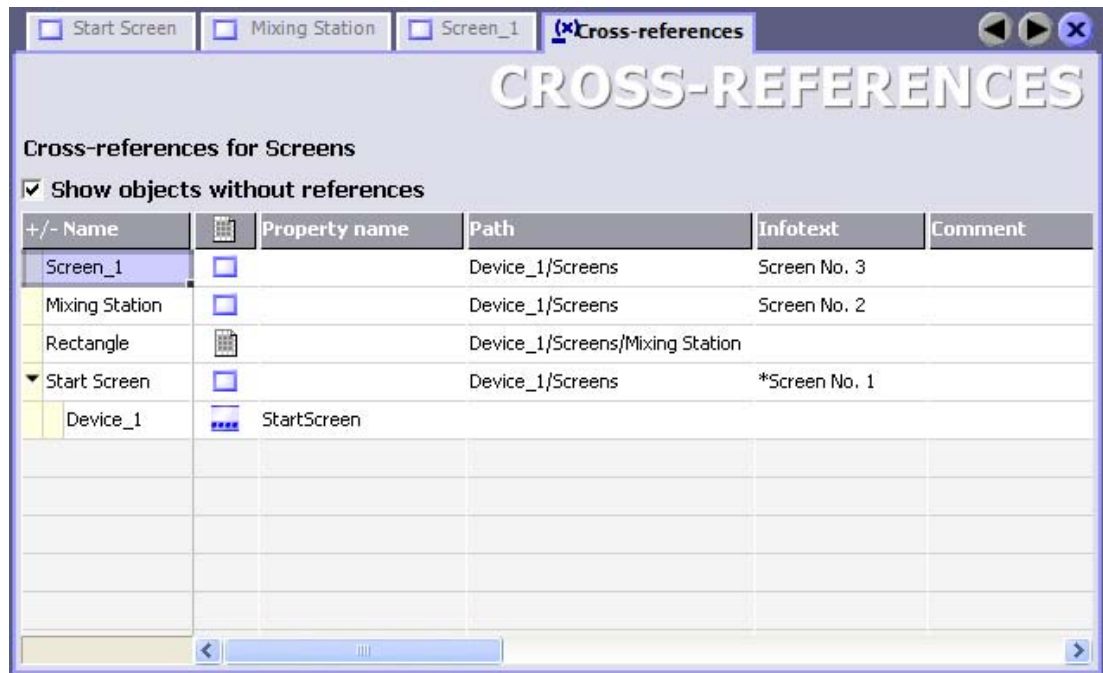 Start Screen Mixing Station Screen_1 Cross-references
CROSS-REFERENCES
Cross-references for Screens
Show objects without references
+/- Name Property name Path Infotext Comment
Screen_1 Device_1/Screens Screen No. 3
Mixing Station Device_1/Screens Screen No. 2
Rectangle Device_1/Screens/Mixing Station
Start Screen Device_1/Screens *Screen No. 1
Device_1 StartScreen